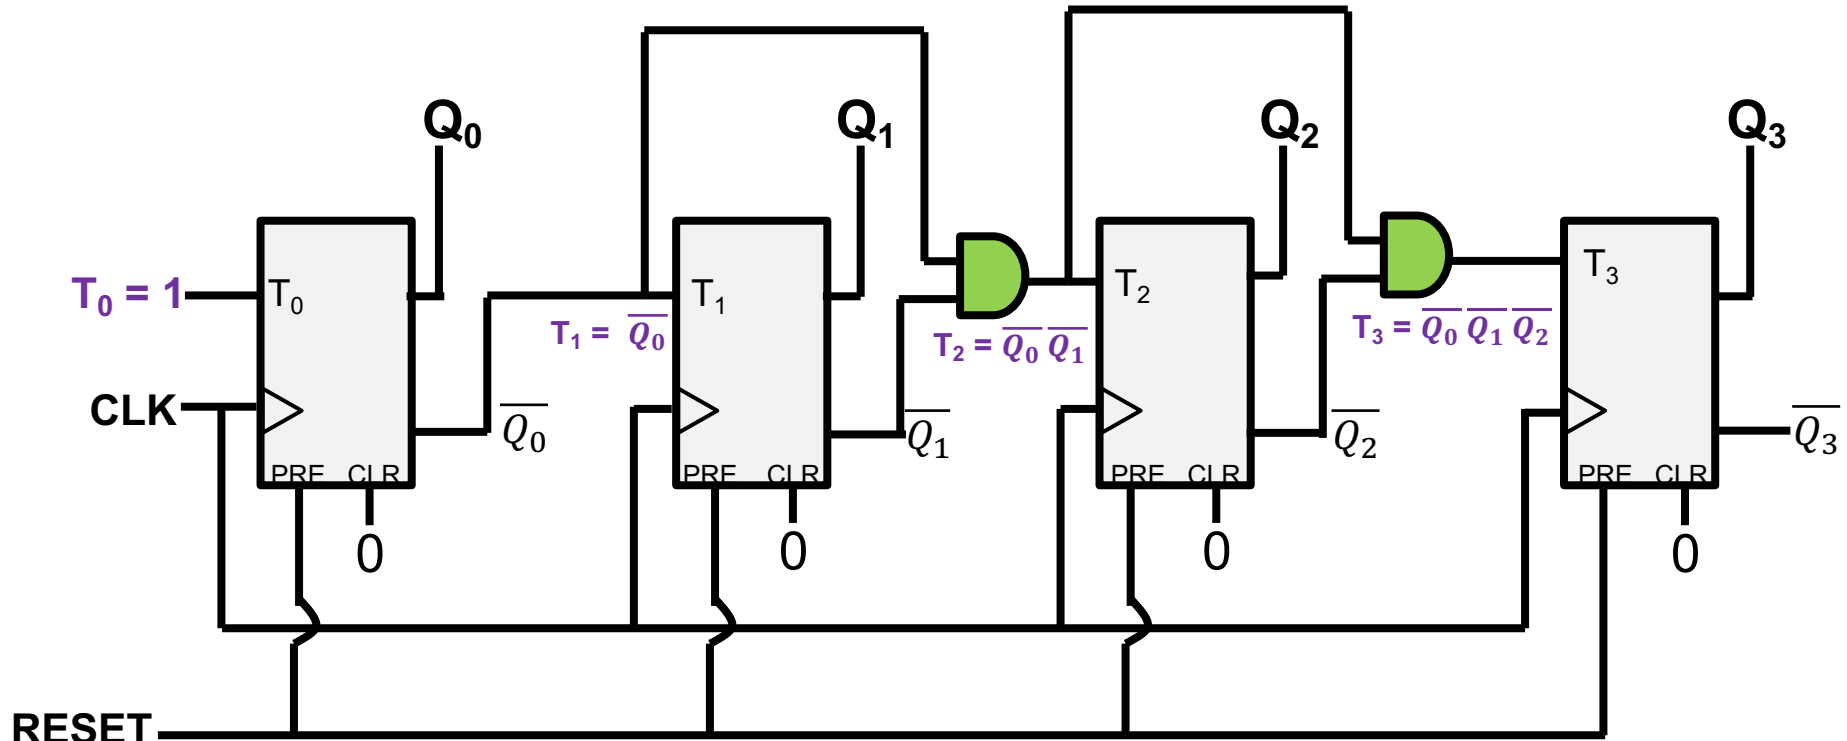 Q₀ Q₁ Q₂ Q₃
T₀ = 1
T₀ T₁ T₂ T₃
T₁ = Q̅₀
T₂ = Q̅₀ Q̅₁
T₃ = Q̅₀ Q̅₁ Q̅₂
CLK
Q̅₀ Q̅₁ Q̅₂ Q̅₃
PRE CLR PRE CLR PRE CLR PRE CLR
0 0 0 0
RESET